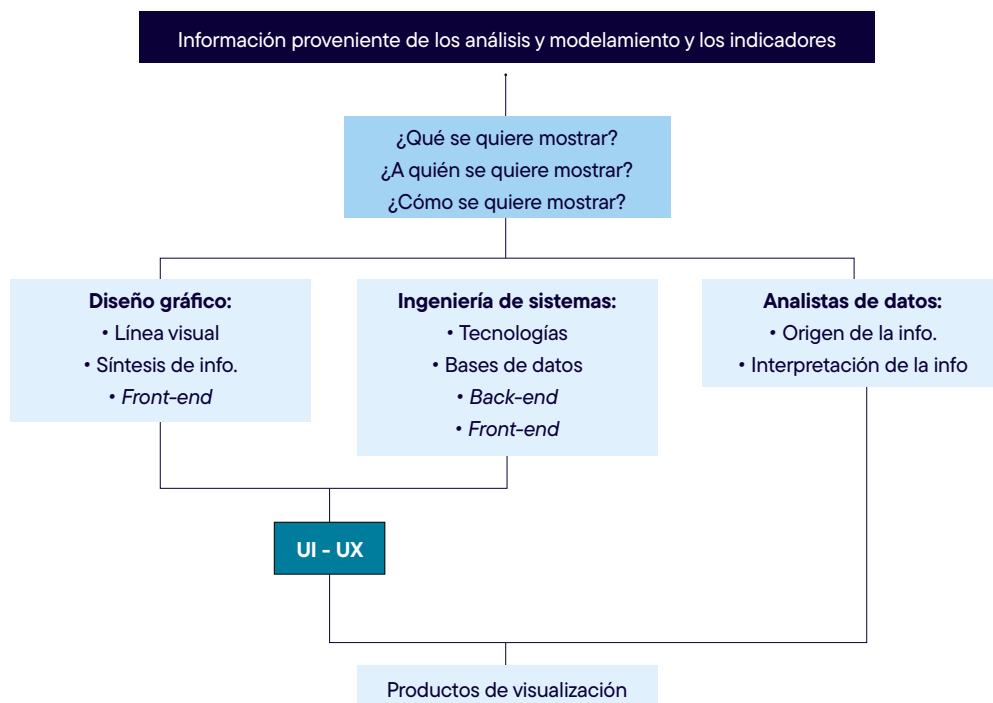 Información proveniente de los análisis y modelamiento y los indicadores
¿Qué se quiere mostrar?
¿A quién se quiere mostrar?
¿Cómo se quiere mostrar?
Diseño gráfico:
• Línea visual
• Síntesis de info.
• Front-end
Ingeniería de sistemas:
• Tecnologías
• Bases de datos
• Back-end
• Front-end
Analistas de datos:
• Origen de la info.
• Interpretación de la info
UI - UX
Productos de visualización